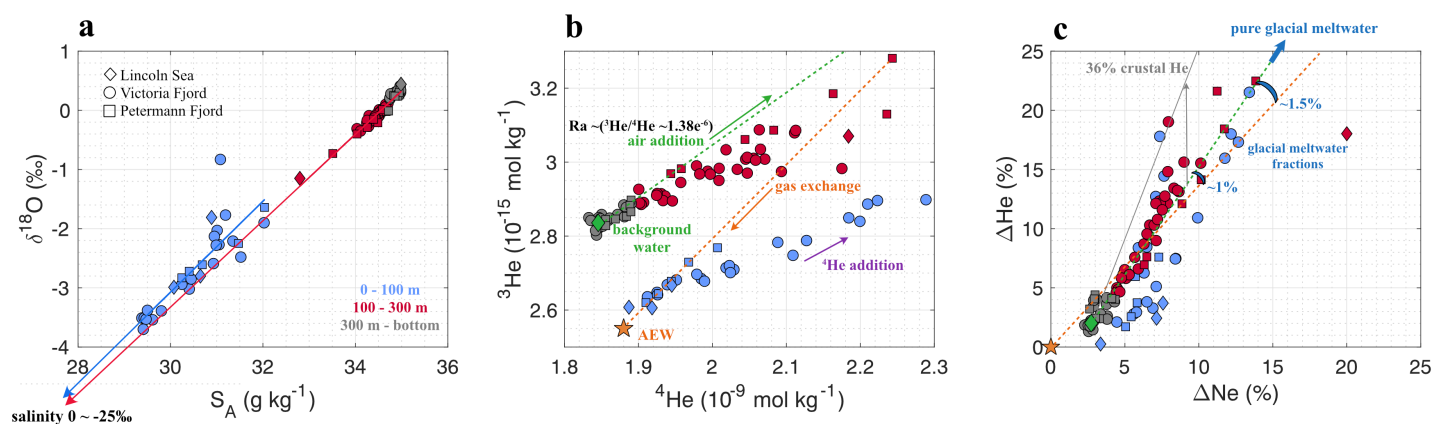 a
1
0
-1
-2
-3
-4
28
30
32
34
36
δ¹⁸O (‰)
S_A (g kg⁻¹)
Lincoln Sea
Victoria Fjord
Petermann Fjord
0 - 100 m
100 - 300 m
300 m - bottom
salinity 0 ~ -25‰
b
3.2
3
2.8
2.6
1.8
1.9
2
2.1
2.2
2.3
³He (10⁻¹⁵ mol kg⁻¹)
⁴He (10⁻⁹ mol kg⁻¹)
Ra ~(³He/⁴He ~1.38e⁻⁶)
air addition
gas exchange
background
water
⁴He addition
AEW
c
25
20
15
10
5
0
0
5
10
15
20
25
ΔHe (%)
ΔNe (%)
pure glacial meltwater
36% crustal He
~1.5%
glacial meltwater
fractions
~1%